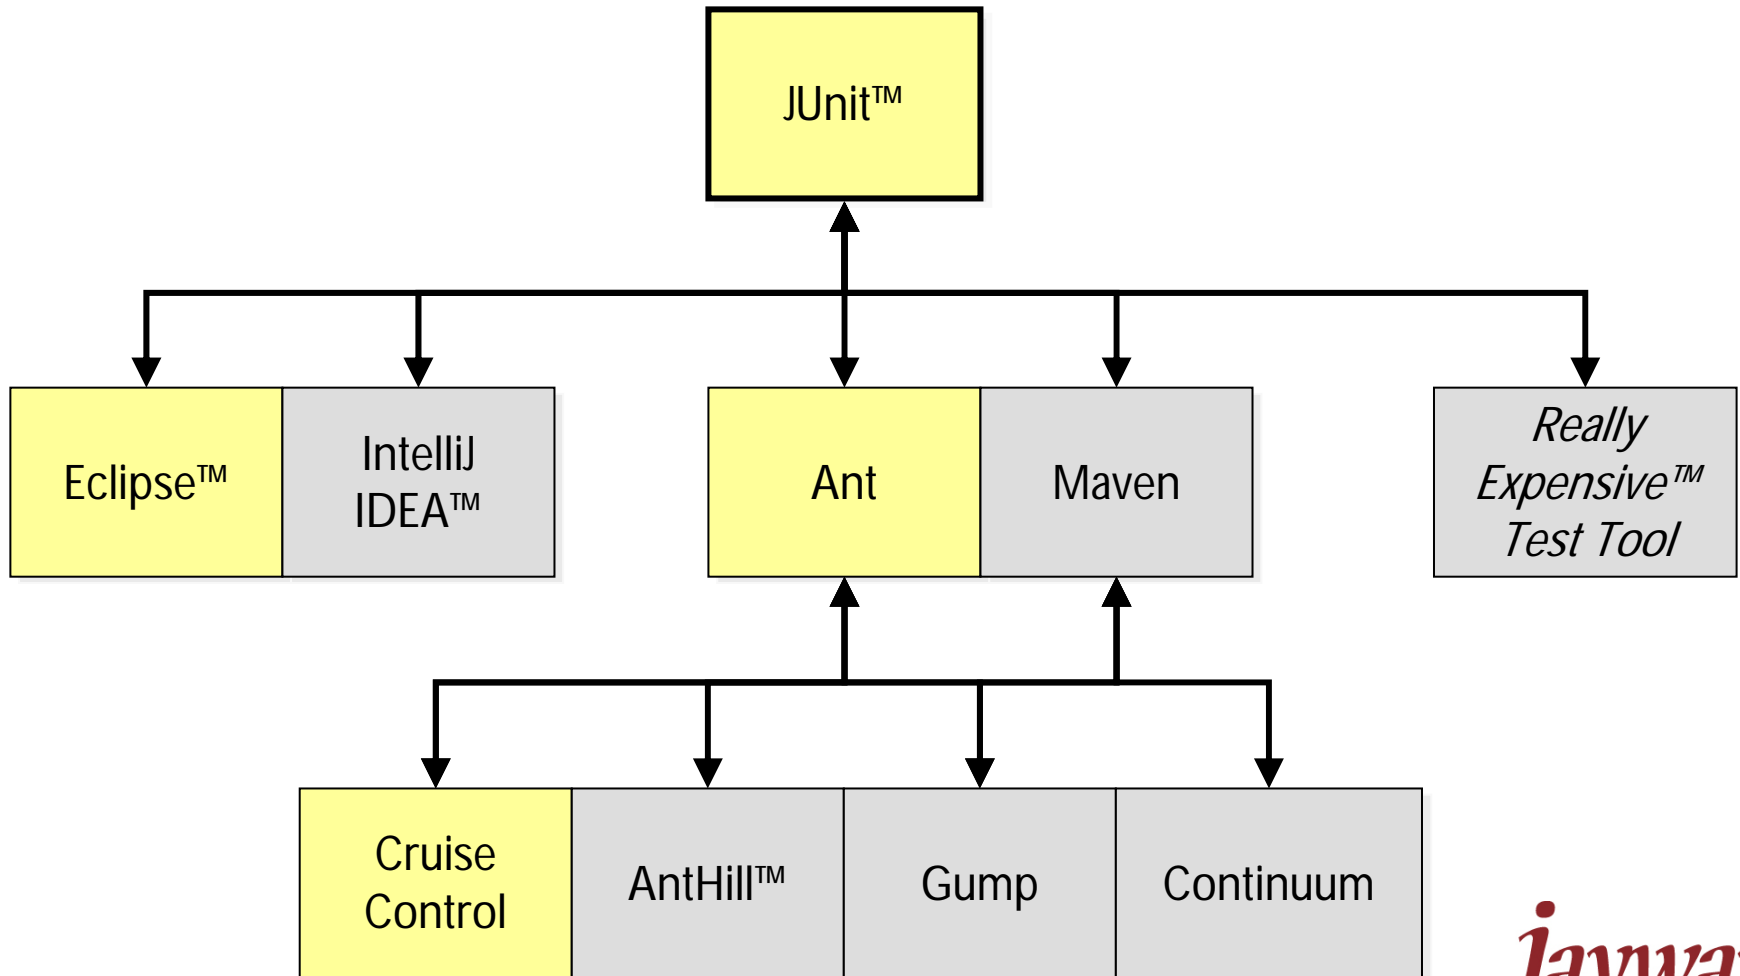 JUnit™
Eclipse™
IntelliJ
IDEA™
Ant
Maven
Really
Expensive™
Test Tool
Cruise
Control
AntHill™
Gump
Continuum